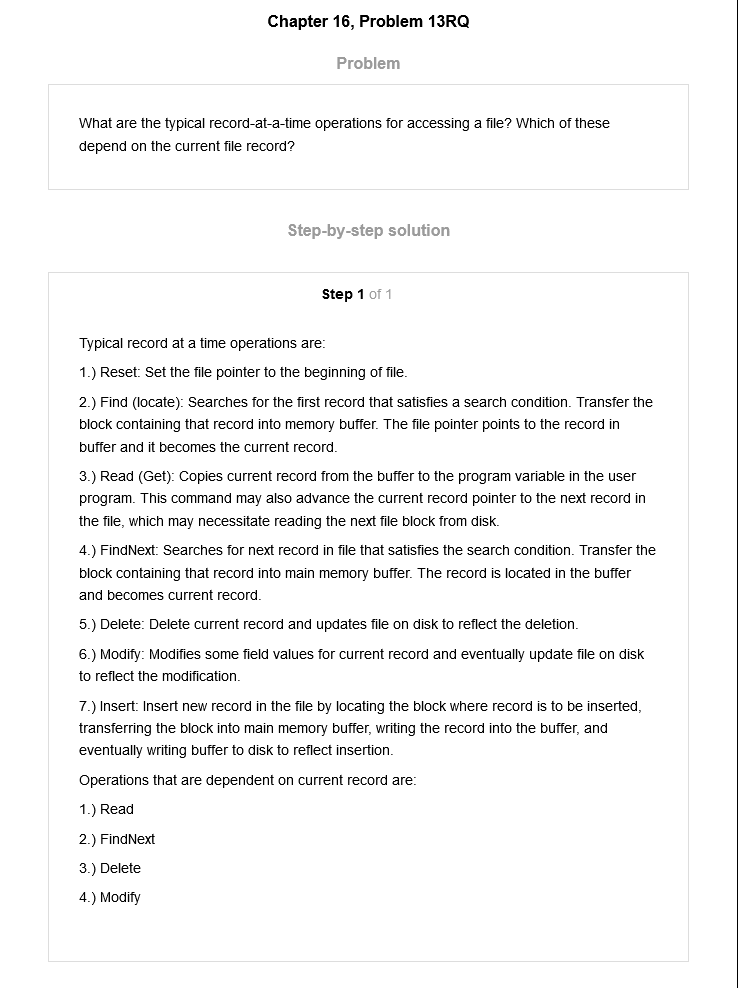 Chapter 16, Problem 13RQ
Problem
What are the typical record-at-a-time operations for accessing a file? Which of these
depend on the current file record?
Step-by-step solution
Step 1 of 1
Typical record at a time operations are:
1.) Reset: Set the file pointer to the beginning of file.
2.) Find (locate): Searches for the first record that satisfies a search condition. Transfer the
block containing that record into memory buffer. The file pointer points to the record in
buffer and it becomes the current record.
3.) Read (Get): Copies current record from the buffer to the program variable in the user
program. This command may also advance the current record pointer to the next record in
the file, which may necessitate reading the next file block from disk.
4.) FindNext: Searches for next record in file that satisfies the search condition. Transfer the
block containing that record into main memory buffer. The record is located in the buffer
and becomes current record.
5.) Delete: Delete current record and updates file on disk to reflect the deletion.
6.) Modify: Modifies some field values for current record and eventually update file on disk
to reflect the modification.
7.) Insert: Insert new record in the file by locating the block where record is to be inserted,
transferring the block into main memory buffer, writing the record into the buffer, and
eventually writing buffer to disk to reflect insertion.
Operations that are dependent on current record are:
1.) Read
2.) FindNext
3.) Delete
4.) Modify